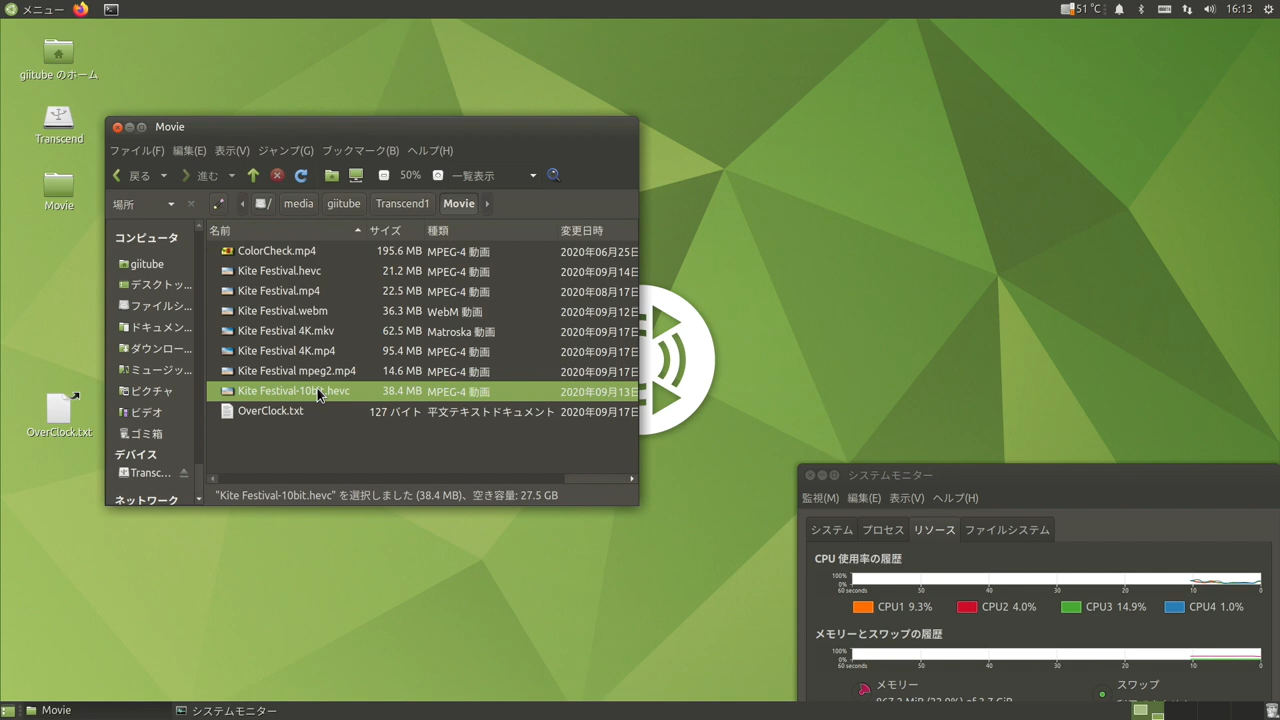 メニュー
51 ℃
16:13
giitube のホーム
Transcend
Movie
OverClock.txt
Movie
ファイル(F) 編集(E) 表示(V) ジャンプ(G) ブックマーク(B) ヘルプ(H)
戻る 進む 50% 一覧表示
場所 / media giitube Transcend1 Movie
コンピュータ
giitube
デスクトッ...
ファイルシ...
ドキュメン...
ダウンロー...
ミュージッ...
ピクチャ
ビデオ
ゴミ箱
デバイス
Transc...
ネットワーク
名前 サイズ 種類 変更日時
ColorCheck.mp4 195.6 MB MPEG-4 動画 2020年06月25日
Kite Festival.hevc 21.2 MB MPEG-4 動画 2020年09月14日
Kite Festival.mp4 22.5 MB MPEG-4 動画 2020年08月17日
Kite Festival.webm 36.3 MB WebM 動画 2020年09月12日
Kite Festival 4K.mkv 62.5 MB Matroska 動画 2020年09月17日
Kite Festival 4K.mp4 95.4 MB MPEG-4 動画 2020年09月17日
Kite Festival mpeg2.mp4 14.6 MB MPEG-4 動画 2020年09月17日
Kite Festival-10bit.hevc 38.4 MB MPEG-4 動画 2020年09月13日
OverClock.txt 127 バイト 平文テキストドキュメント 2020年09月17日
"Kite Festival-10bit.hevc" を選択しました (38.4 MB)、空き容量: 27.5 GB
システムモニター
監視(M) 編集(E) 表示(V) ヘルプ(H)
システム プロセス リソース ファイルシステム
CPU 使用率の履歴
100%
0%
60 seconds 50 40 30 20 10 0
CPU1 9.3% CPU2 4.0% CPU3 14.9% CPU4 1.0%
メモリーとスワップの履歴
100%
0%
60 seconds 50 40 30 20 10 0
メモリー スワップ
Movie システムモニター